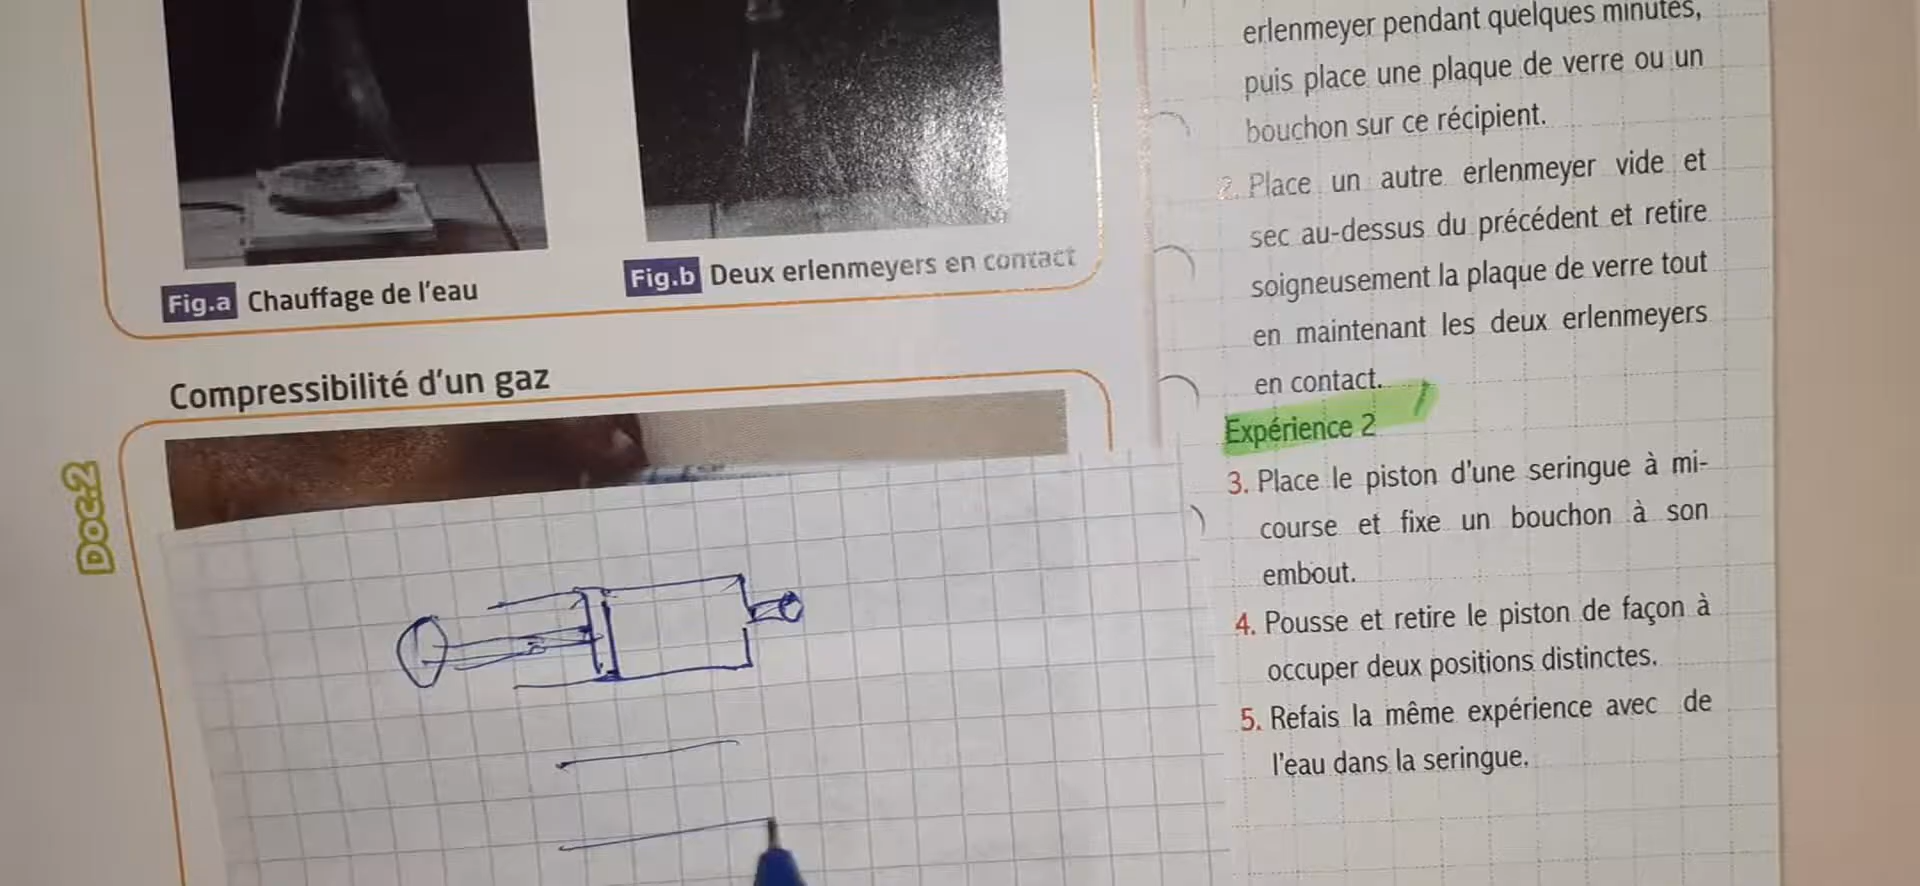 Fig.a Chauffage de l'eau
Fig.b Deux erlenmeyers en contact
Compressibilité d'un gaz
Doc.2
erlenmeyer pendant quelques minutes,
puis place une plaque de verre ou un
bouchon sur ce récipient.
2. Place un autre erlenmeyer vide et
sec au-dessus du précédent et retire
soigneusement la plaque de verre tout
en maintenant les deux erlenmeyers
en contact.
Expérience 2
3. Place le piston d'une seringue à mi-
course et fixe un bouchon à son
embout.
4. Pousse et retire le piston de façon à
occuper deux positions distinctes.
5. Refais la même expérience avec de
l'eau dans la seringue.